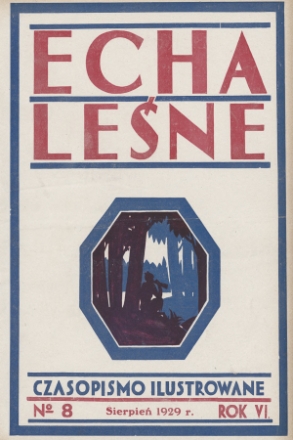 ECHA
LEŚNE
CZASOPISMO ILUSTROWANE
Nº 8 Sierpień 1929 r. ROK VI.